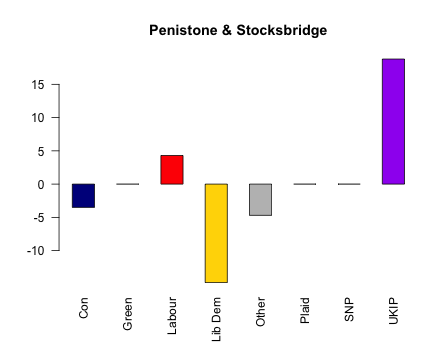 Penistone & Stocksbridge
15
10
5
0
-5
-10
Con
Green
Labour
Lib Dem
Other
Plaid
SNP
UKIP